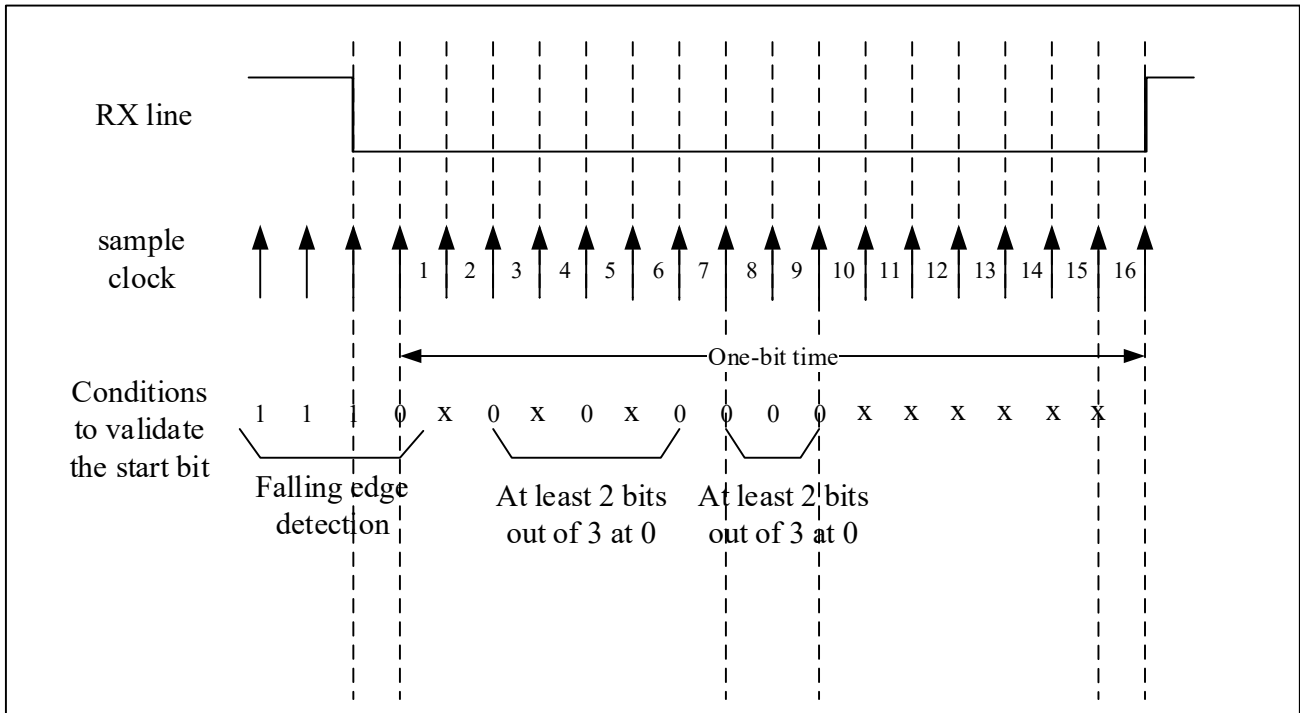 RX line
sample
clock
1 2 3 4 5 6 7 8 9 10 11 12 13 14 15 16
One-bit time
Conditions
to validate
the start bit
1 1 1 0 x 0 x 0 x 0 0 0 0 x x x x x x
Falling edge
detection
At least 2 bits
out of 3 at 0
At least 2 bits
out of 3 at 0